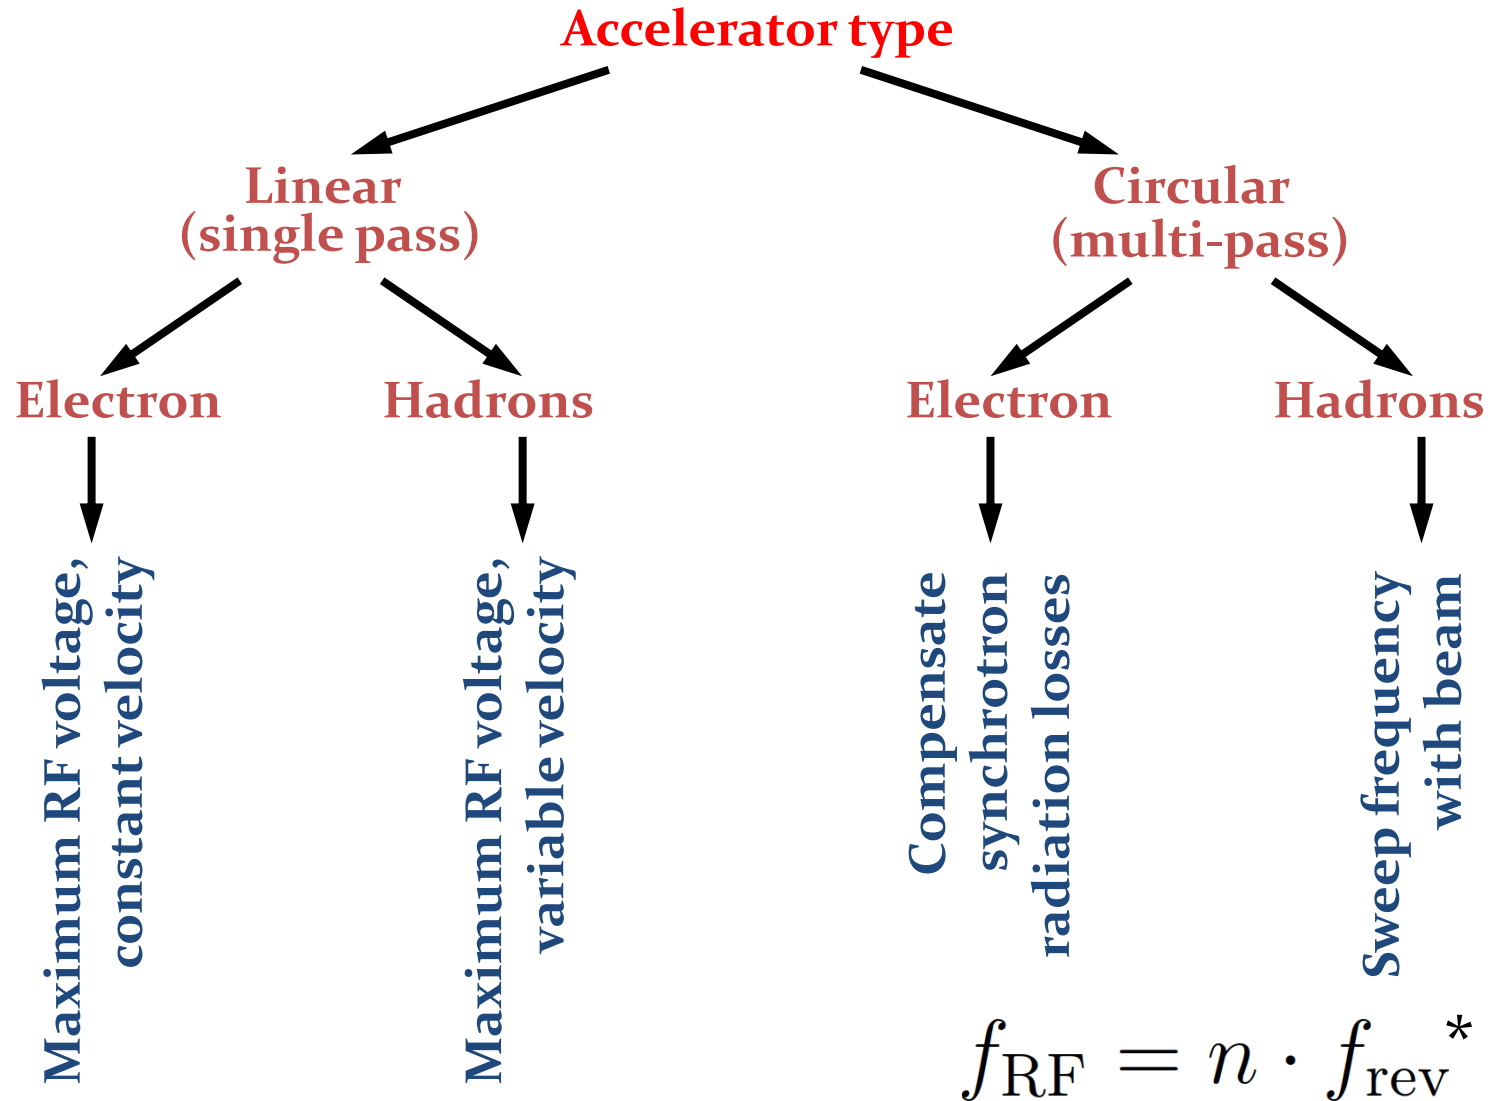 Accelerator type
Linear
(single pass)
Circular
(multi-pass)
Electron
Hadrons
Electron
Hadrons
Maximum RF voltage,
constant velocity
Maximum RF voltage,
variable velocity
Compensate
synchrotron
radiation losses
Sweep frequency
with beam
f_RF = n · f_rev*